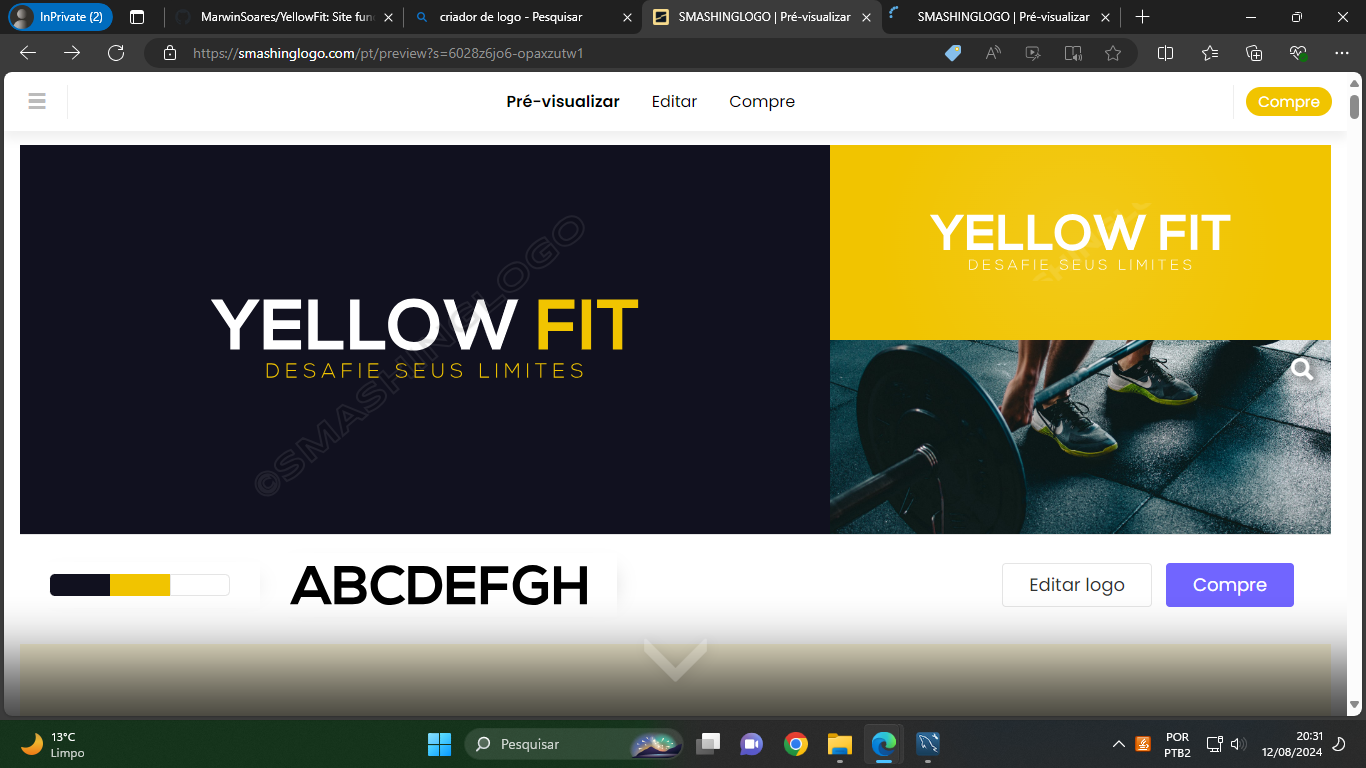 InPrivate (2)
MarwinSoares/YellowFit: Site fun
criador de logo - Pesquisar
SMASHINGLOGO | Pré-visualizar
SMASHINGLOGO | Pré-visualizar
https://smashinglogo.com/pt/preview?s=6028z6jo6-opaxzutw1
Pré-visualizar
Editar
Compre
Compre
YELLOW FIT
DESAFIE SEUS LIMITES
©SMASHINGLOGO
YELLOW FIT
DESAFIE SEUS LIMITES
ABCDEFGH
Editar logo
Compre
13°C
Limpo
Pesquisar
POR
PTB2
20:31
12/08/2024